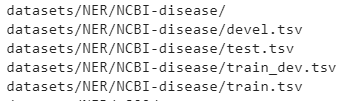 datasets/NER/NCBI-disease/
datasets/NER/NCBI-disease/devel.tsv
datasets/NER/NCBI-disease/test.tsv
datasets/NER/NCBI-disease/train_dev.tsv
datasets/NER/NCBI-disease/train.tsv